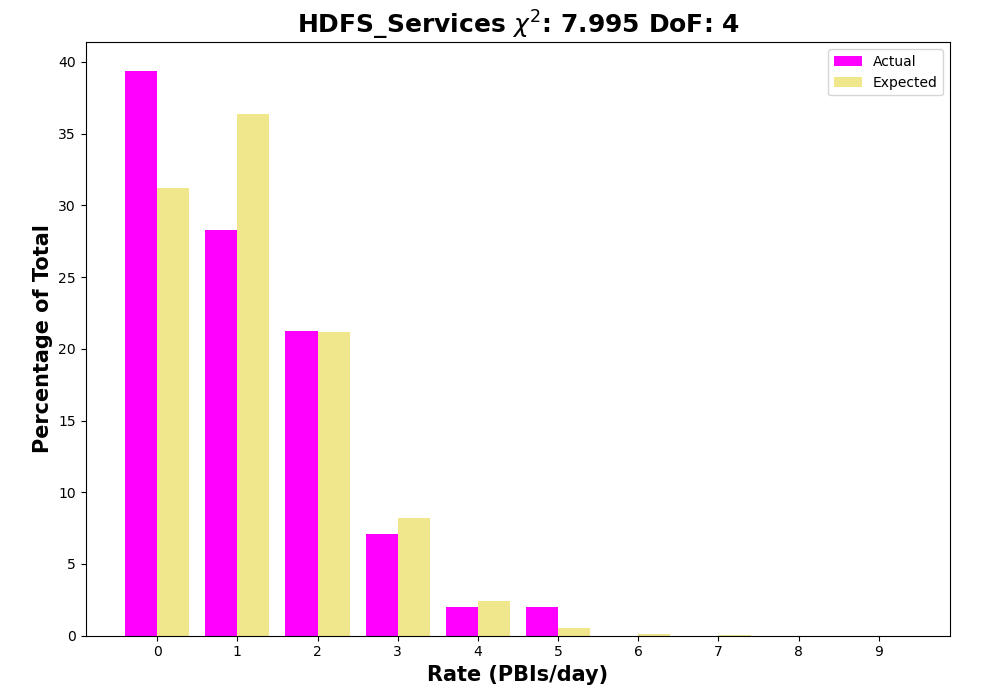 HDFS_Services χ²: 7.995 DoF: 4
Actual
Expected
Percentage of Total
40
35
30
25
20
15
10
5
0
0 1 2 3 4 5 6 7 8 9
Rate (PBIs/day)